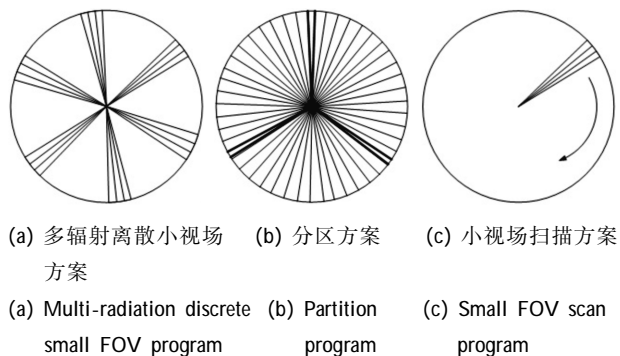 (a) 多辐射离散小视场 (b) 分区方案 (c) 小视场扫描方案
方案
(a) Multi-radiation discrete (b) Partition (c) Small FOV scan
small FOV program program program